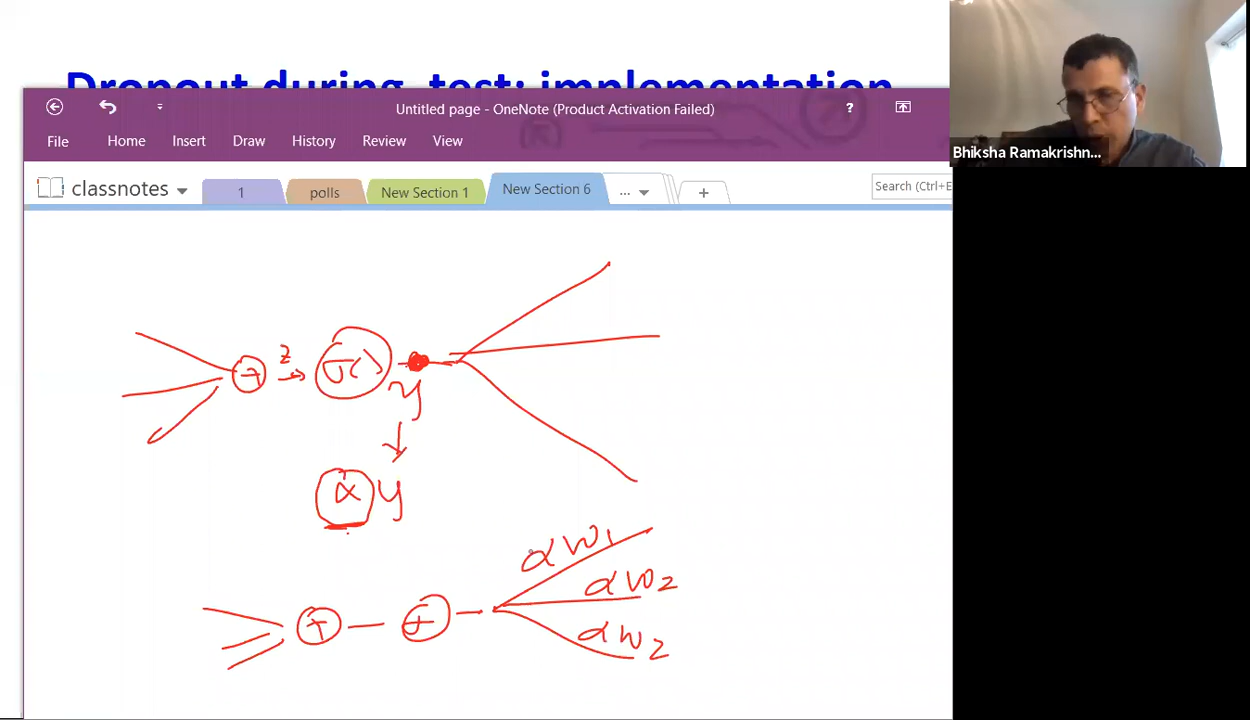 Dropout during test: implementation
Untitled page - OneNote (Product Activation Failed)
?
File Home Insert Draw History Review View
classnotes 1 polls New Section 1 New Section 6 ... + Search (Ctrl+E
Bhiksha Ramakrishn...
+ z σ( )
y
α y
αw1
αw2
+ +
αw2